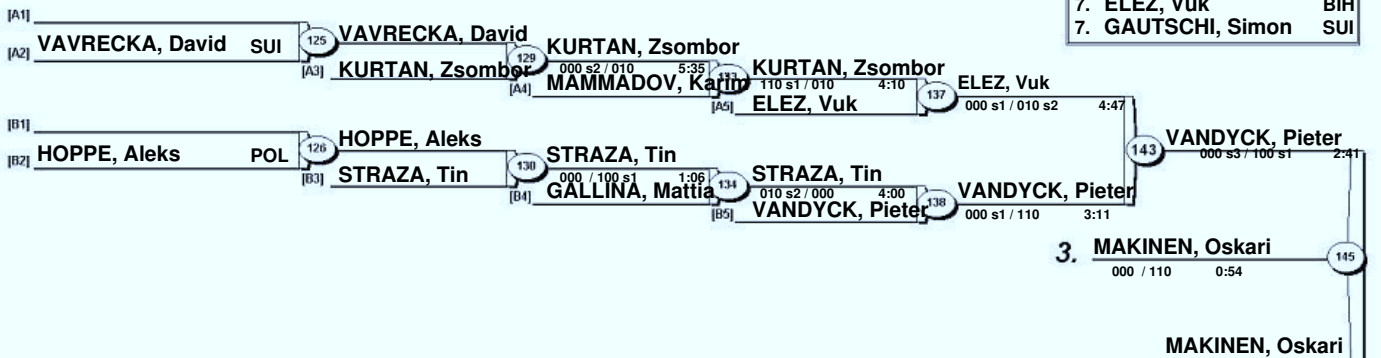 7. ELEZ, Vuk BIH
7. GAUTSCHI, Simon SUI
[A1]
[A2] VAVRECKA, David SUI
125
VAVRECKA, David
[A3] KURTAN, Zsombor
129
KURTAN, Zsombor
000 s2 / 010 5:35
[A4] MAMMADOV, Karim
KURTAN, Zsombor
110 s1 / 010 4:10
[A5] ELEZ, Vuk
137
ELEZ, Vuk
000 s1 / 010 s2 4:47
[B1]
[B2] HOPPE, Aleks POL
126
HOPPE, Aleks
[B3] STRAZA, Tin
130
STRAZA, Tin
000 / 100 s1 1:06
[B4] GALLINA, Mattia
134
STRAZA, Tin
010 s2 / 000 4:00
[B5] VANDYCK, Pieter
138
VANDYCK, Pieter
000 s1 / 110 3:11
143
VANDYCK, Pieter
000 s3 / 100 s1 2:41
3. MAKINEN, Oskari
000 / 110 0:54
145
MAKINEN, Oskari